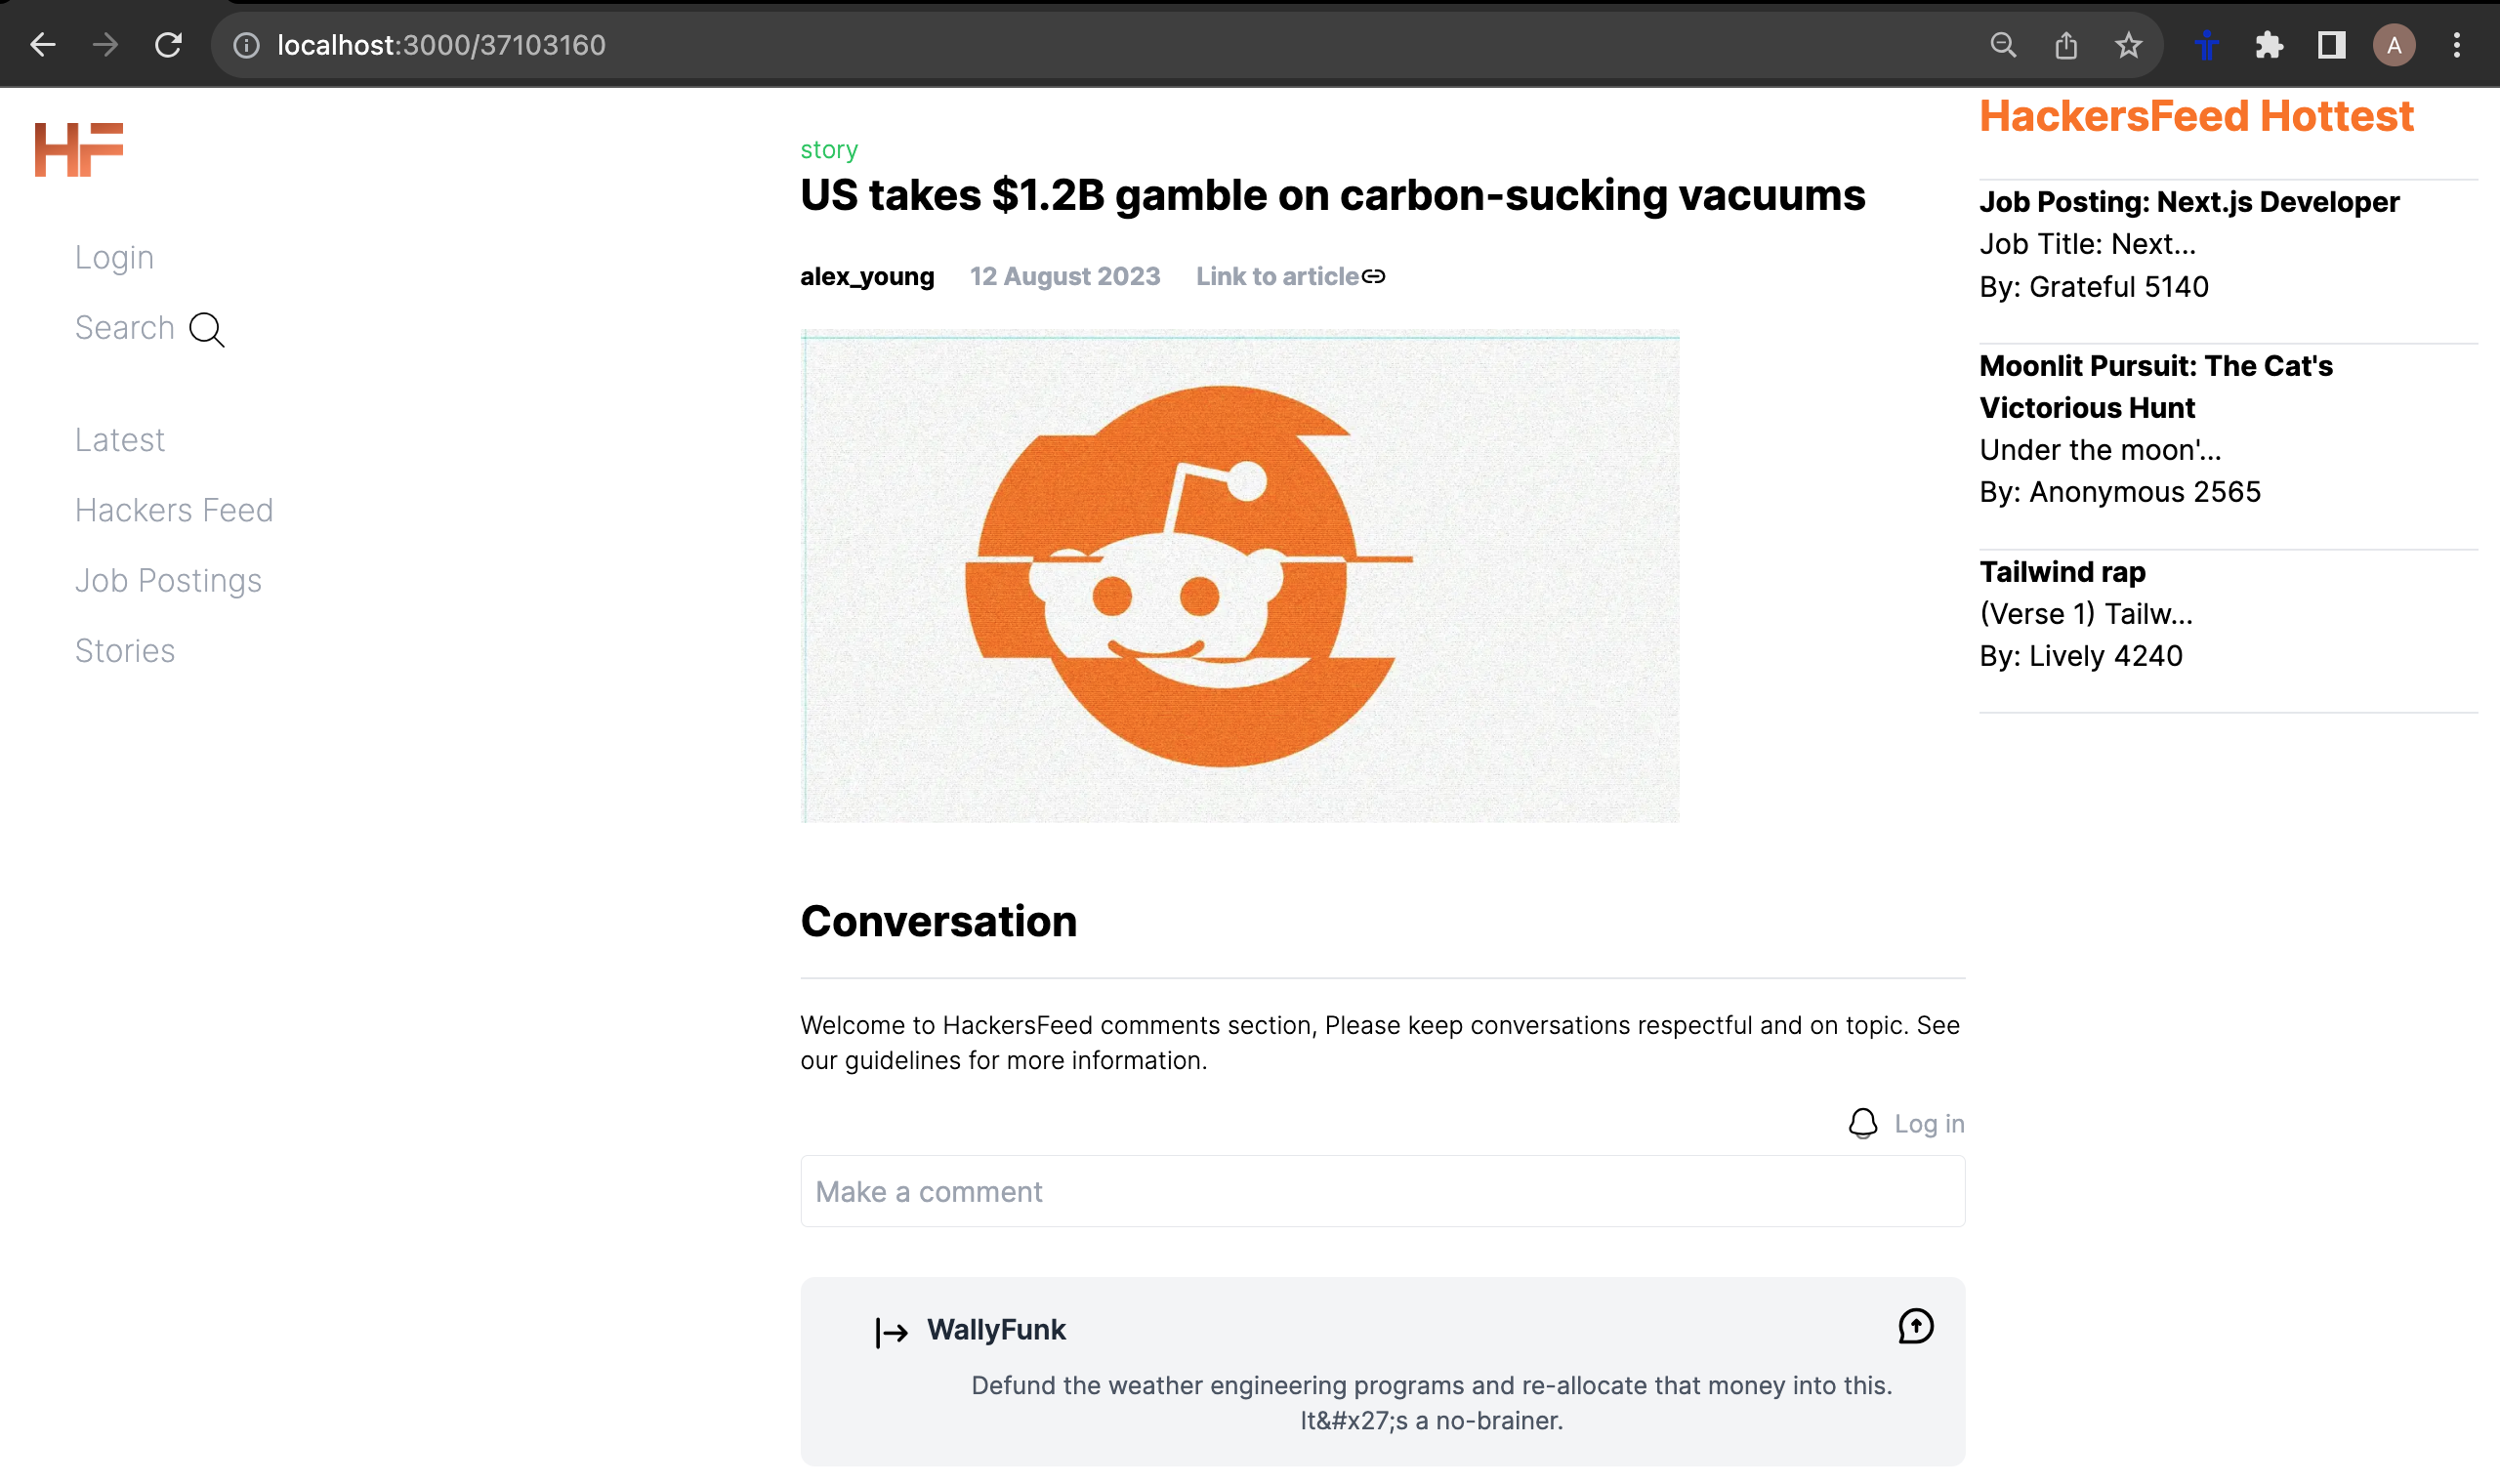 localhost:3000/37103160
A
HF
Login
Search
Latest
Hackers Feed
Job Postings
Stories
story
US takes $1.2B gamble on carbon-sucking vacuums
alex_young 12 August 2023 Link to article
Conversation
Welcome to HackersFeed comments section, Please keep conversations respectful and on topic. See
our guidelines for more information.
Log in
Make a comment
WallyFunk
Defund the weather engineering programs and re-allocate that money into this.
It&#x27;s a no-brainer.
HackersFeed Hottest
Job Posting: Next.js Developer
Job Title: Next...
By: Grateful 5140
Moonlit Pursuit: The Cat's
Victorious Hunt
Under the moon'...
By: Anonymous 2565
Tailwind rap
(Verse 1) Tailw...
By: Lively 4240